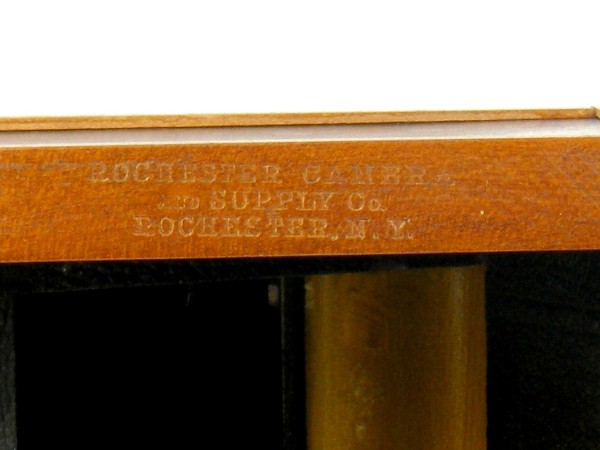 ROCHESTER CAMERA
AND SUPPLY Co.
ROCHESTER, N.Y.